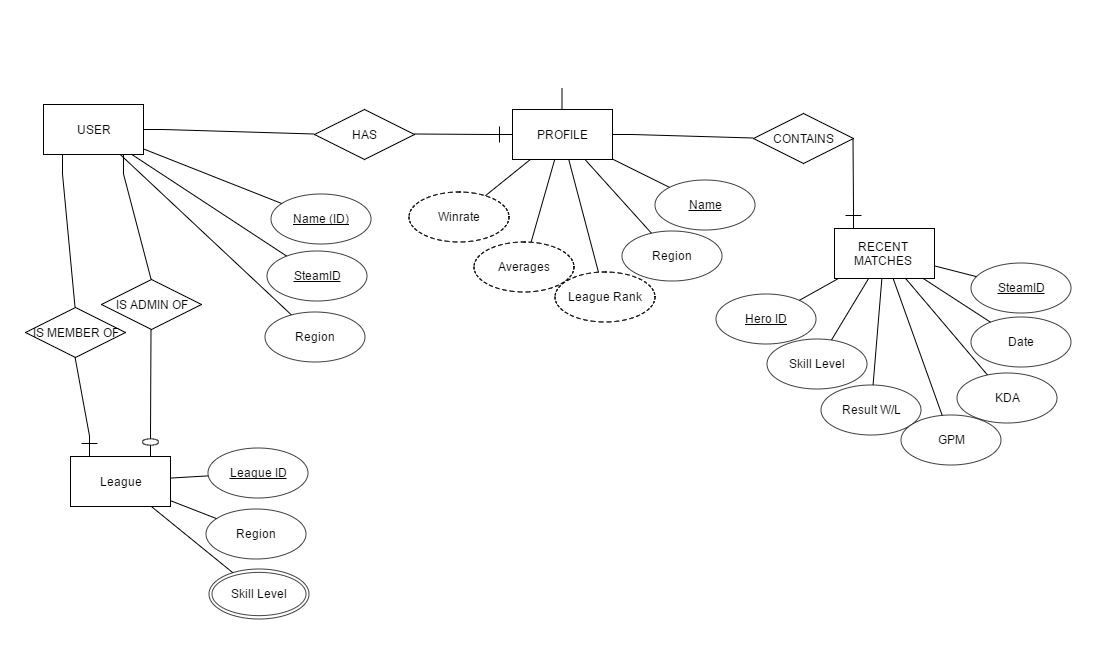 USER
HAS
PROFILE
CONTAINS
Name (ID)
SteamID
Region
IS MEMBER OF
IS ADMIN OF
Winrate
Averages
League Rank
Region
Name
RECENT
MATCHES
Hero ID
Skill Level
Result W/L
GPM
KDA
Date
SteamID
League
League ID
Region
Skill Level